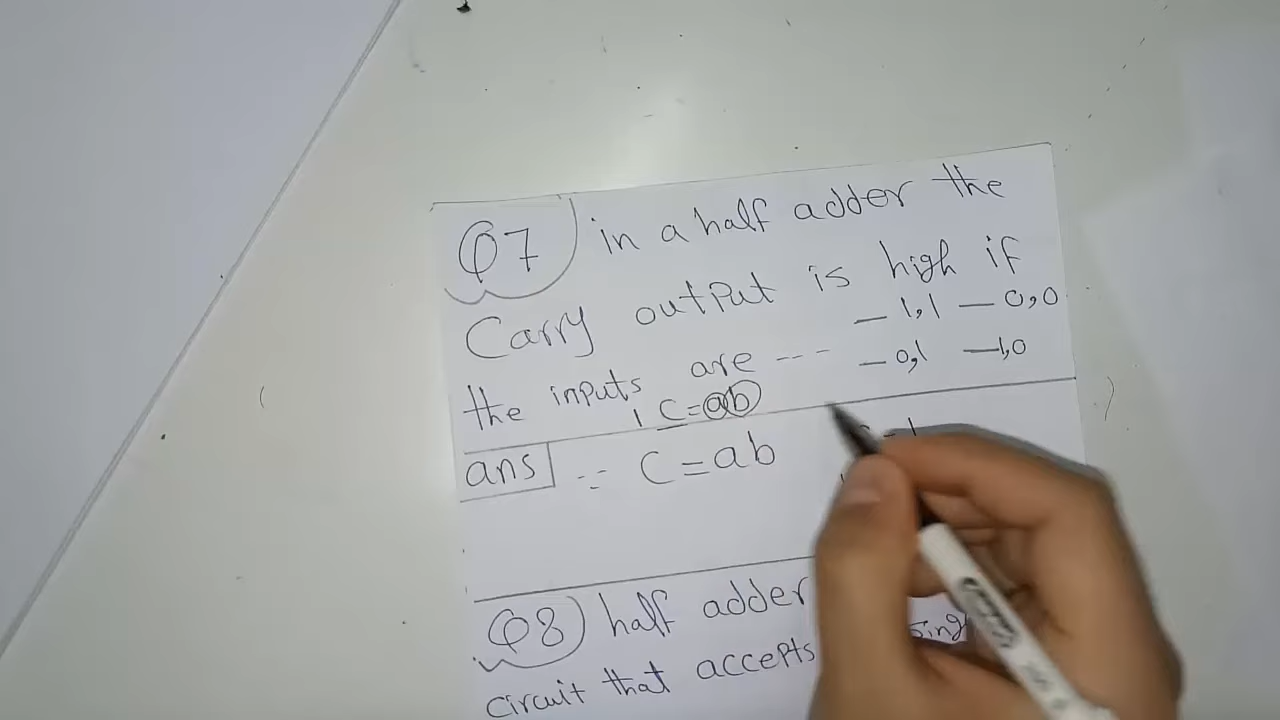 Q7 in a half adder the
Carry output is high if
the inputs are --- – 1,1 – 0,0
– 0,1 – 1,0
1 C=ab
ans ∵ C=ab
Q8 half adder
circuit that accepts